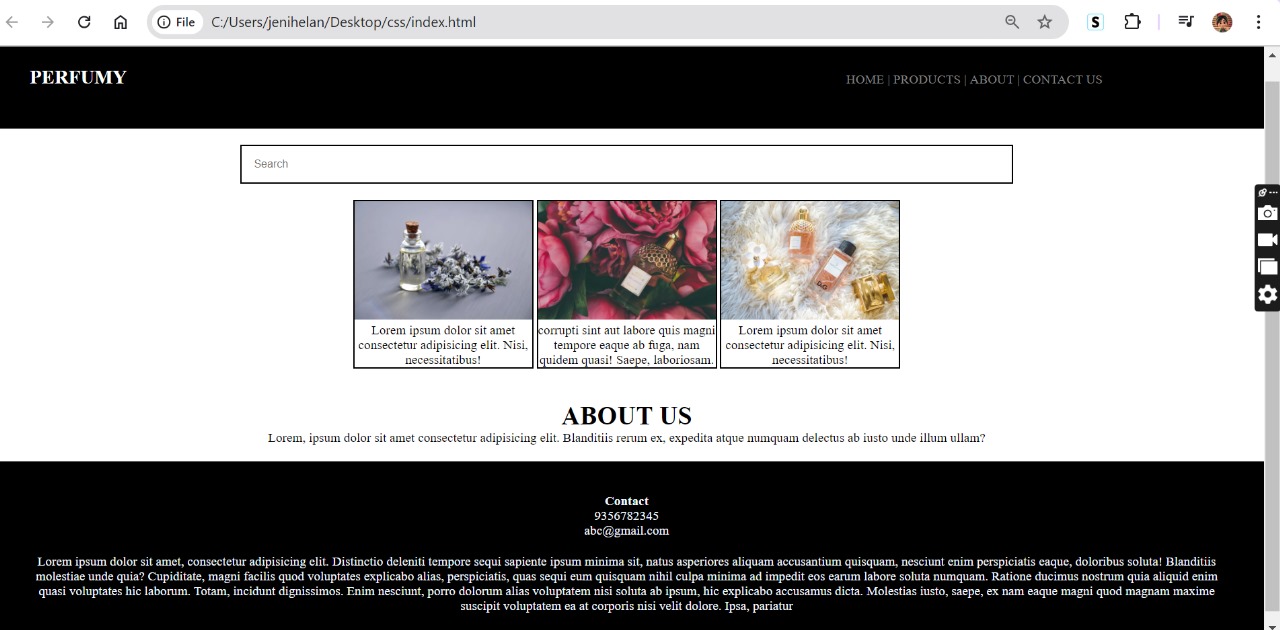 File C:/Users/jenihelan/Desktop/css/index.html
S
PERFUMY
HOME | PRODUCTS | ABOUT | CONTACT US
Search
D&G
Lorem ipsum dolor sit amet
consectetur adipisicing elit. Nisi,
necessitatibus!
corrupti sint aut labore quis magni
tempore eaque ab fuga, nam
quidem quasi! Saepe, laboriosam.
Lorem ipsum dolor sit amet
consectetur adipisicing elit. Nisi,
necessitatibus!
ABOUT US
Lorem, ipsum dolor sit amet consectetur adipisicing elit. Blanditiis rerum ex, expedita atque numquam delectus ab iusto unde illum ullam?
Contact
9356782345
abc@gmail.com
Lorem ipsum dolor sit amet, consectetur adipisicing elit. Distinctio deleniti tempore sequi sapiente ipsum minima sit, natus asperiores aliquam accusantium quisquam, nesciunt enim perspiciatis eaque, doloribus soluta! Blanditiis
molestiae unde quia? Cupiditate, magni facilis quod voluptates explicabo alias, perspiciatis, quas sequi eum quisquam nihil culpa minima ad impedit eos earum labore soluta numquam. Ratione ducimus nostrum quia aliquid enim
quasi voluptates hic laborum. Totam, incidunt dignissimos. Enim nesciunt, porro dolorum alias voluptatem nisi soluta ab ipsum, hic explicabo accusamus dicta. Molestias iusto, saepe, ex nam eaque magni quod magnam maxime
suscipit voluptatem ea at corporis nisi velit dolore. Ipsa, pariatur